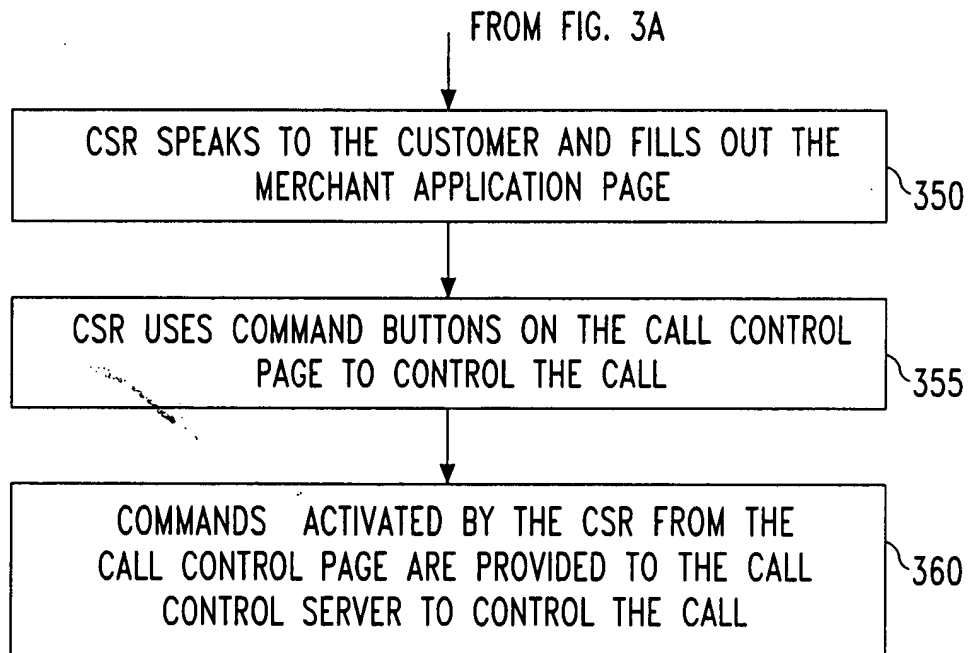 FROM FIG. 3A
CSR SPEAKS TO THE CUSTOMER AND FILLS OUT THE
MERCHANT APPLICATION PAGE
350
CSR USES COMMAND BUTTONS ON THE CALL CONTROL
PAGE TO CONTROL THE CALL
355
COMMANDS ACTIVATED BY THE CSR FROM THE
CALL CONTROL PAGE ARE PROVIDED TO THE CALL
CONTROL SERVER TO CONTROL THE CALL
360